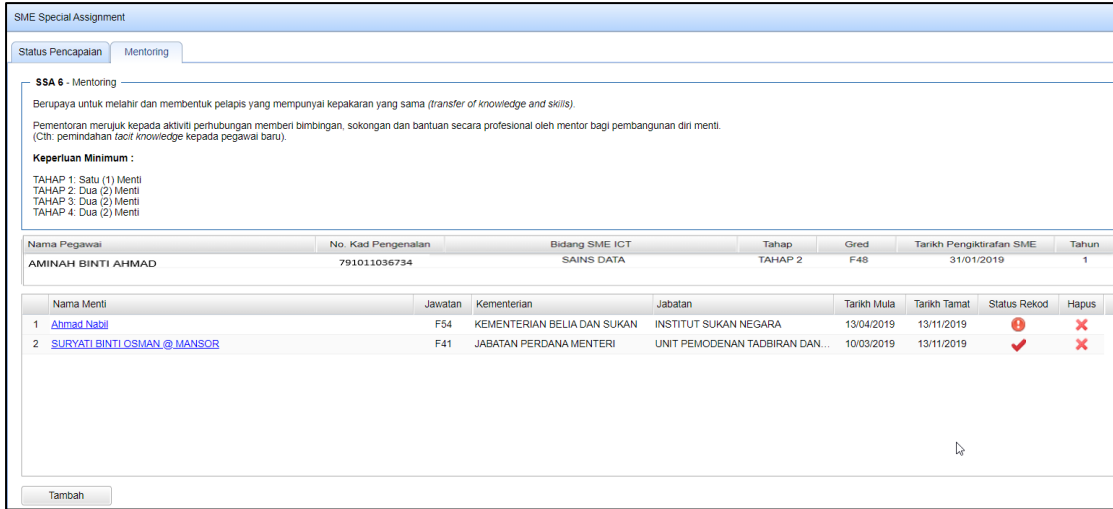 SME Special Assignment
Status Pencapaian Mentoring
SSA 6 - Mentoring
Berupaya untuk melahir dan membentuk pelapis yang mempunyai kepakaran yang sama (transfer of knowledge and skills).
Pementoran merujuk kepada aktiviti perhubungan memberi bimbingan, sokongan dan bantuan secara profesional oleh mentor bagi pembangunan diri menti.
(Cth: pemindahan tacit knowledge kepada pegawai baru).
Keperluan Minimum :
TAHAP 1: Satu (1) Menti
TAHAP 2: Dua (2) Menti
TAHAP 3: Dua (2) Menti
TAHAP 4: Dua (2) Menti
Nama Pegawai No. Kad Pengenalan Bidang SME ICT Tahap Gred Tarikh Pengiktirafan SME Tahun
AMINAH BINTI AHMAD 791011036734 SAINS DATA TAHAP 2 F48 31/01/2019 1
Nama Menti Jawatan Kementerian Jabatan Tarikh Mula Tarikh Tamat Status Rekod Hapus
1 Ahmad Nabil F54 KEMENTERIAN BELIA DAN SUKAN INSTITUT SUKAN NEGARA 13/04/2019 13/11/2019
2 SURYATI BINTI OSMAN @ MANSOR F41 JABATAN PERDANA MENTERI UNIT PEMODENAN TADBIRAN DAN... 10/03/2019 13/11/2019
Tambah